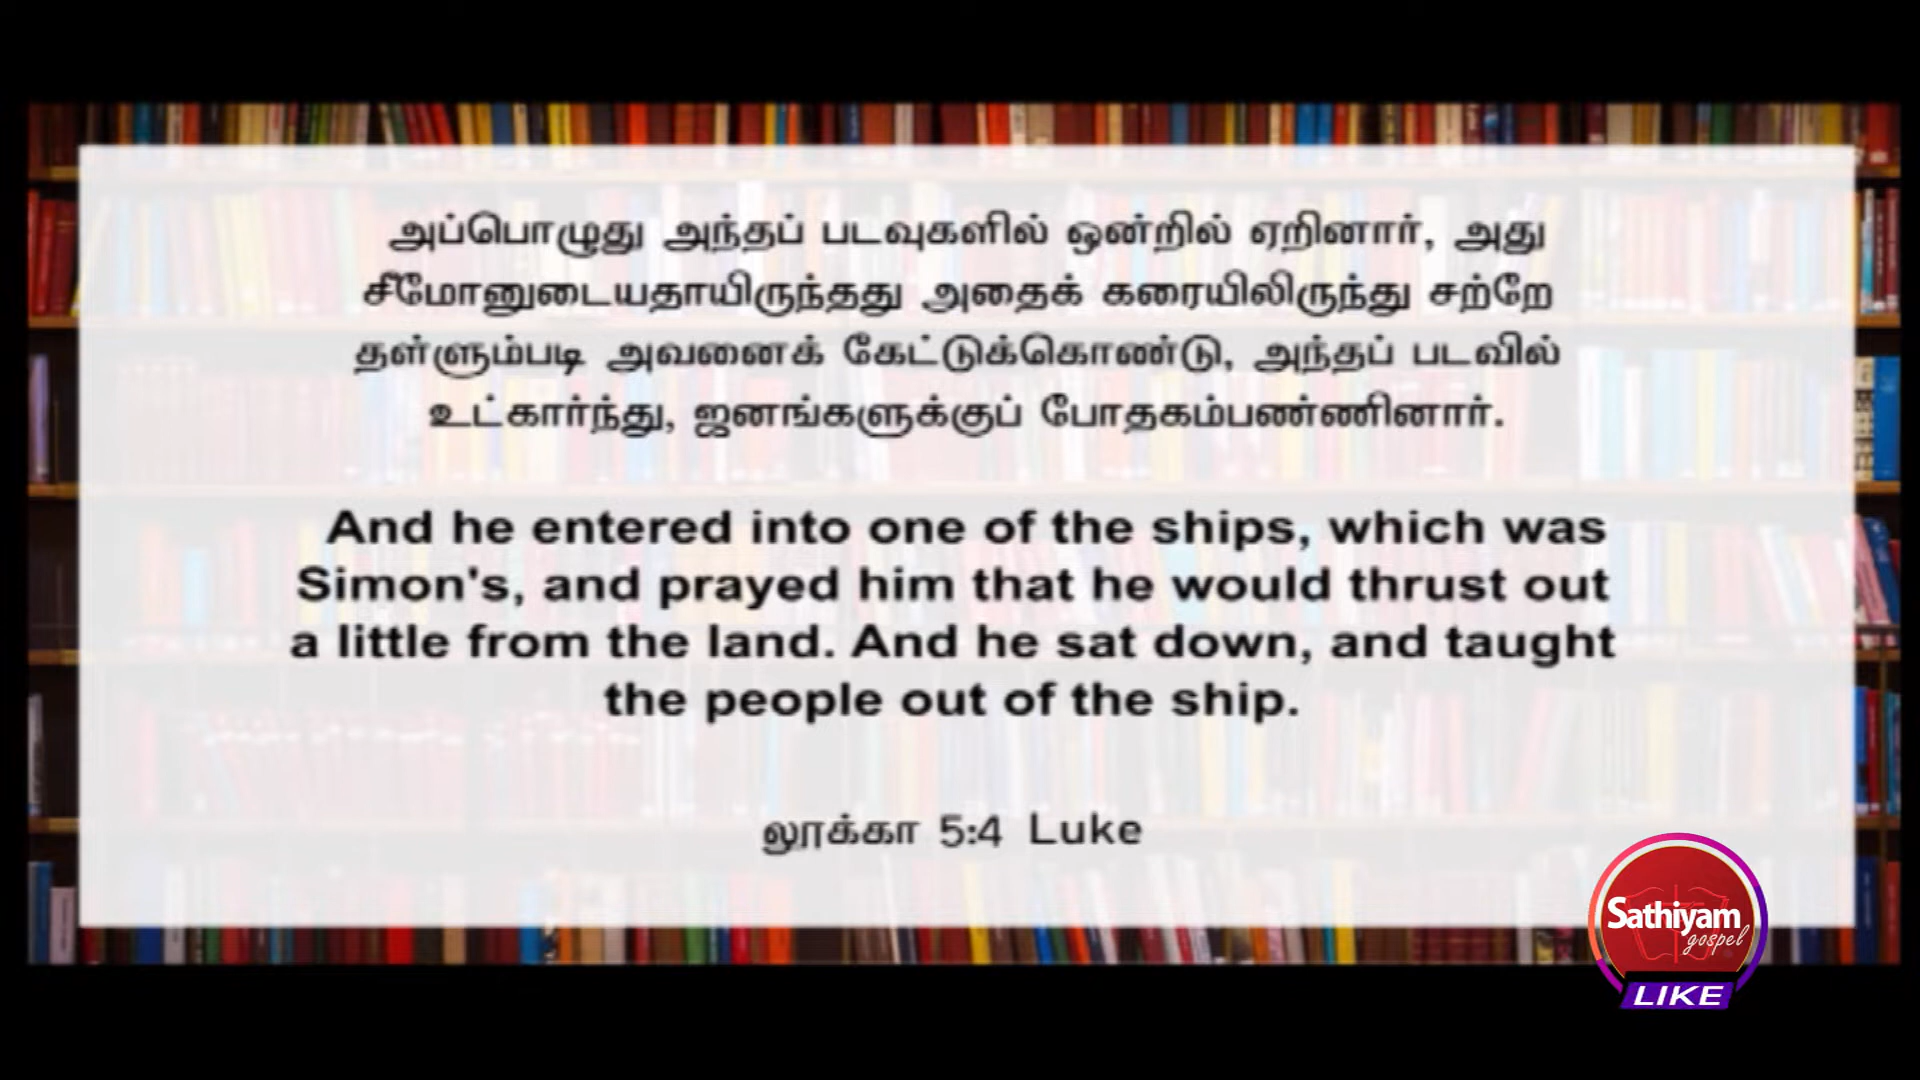 அப்பொழுது அந்தப் படவுகளில் ஒன்றில் ஏறினார், அது
சீமோனுடையதாயிருந்தது அதைக் கரையிலிருந்து சற்றே
தள்ளும்படி அவனைக் கேட்டுக்கொண்டு, அந்தப் படவில்
உட்கார்ந்து, ஜனங்களுக்குப் போதகம்பண்ணினார்.
And he entered into one of the ships, which was
Simon's, and prayed him that he would thrust out
a little from the land. And he sat down, and taught
the people out of the ship.
லூக்கா 5:4 Luke
Sathiyam
gospel
LIKE